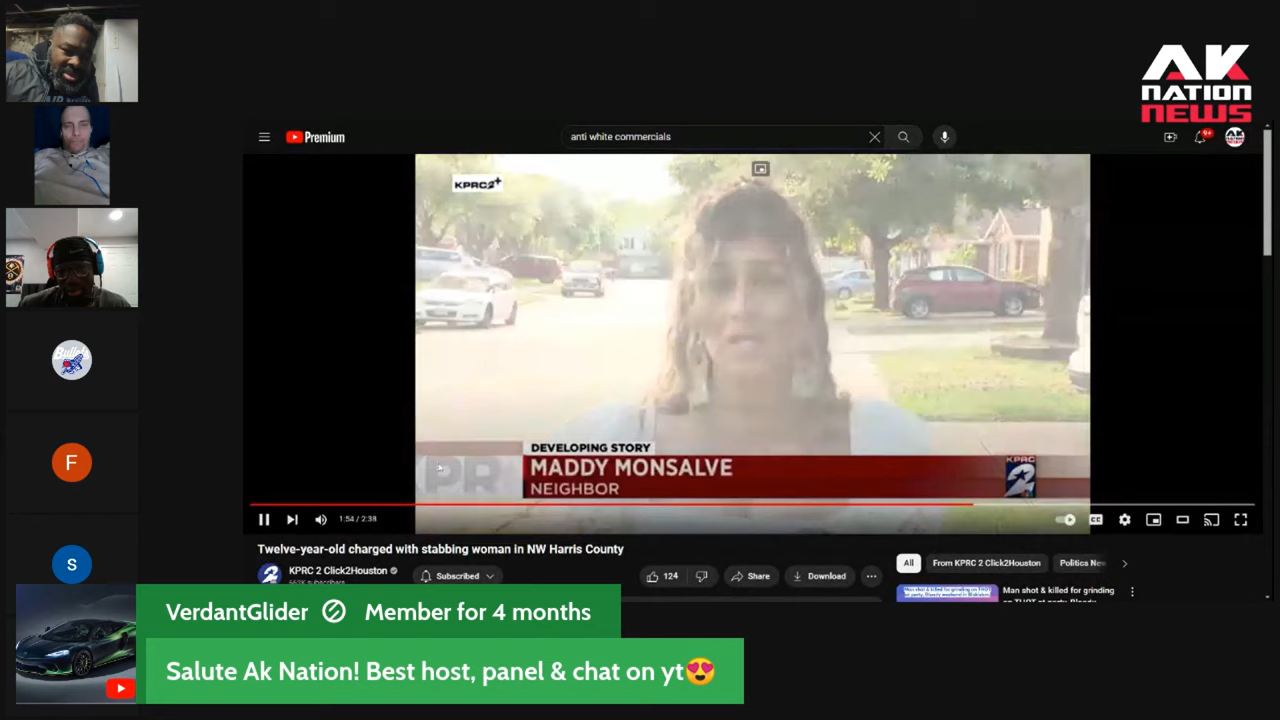 AK
NATION
NEWS
Premium
anti white commercials
9+
KPRC2+
DEVELOPING STORY
MADDY MONSALVE
NEIGHBOR
KPRC
2
KPR
1:54 / 2:38
CC
Twelve-year-old charged with stabbing woman in NW Harris County
KPRC 2 Click2Houston
Subscribed
124
Share
Download
All
From KPRC 2 Click2Houston
Man shot & killed for grinding
F
S
VerdantGlider
Member for 4 months
Salute Ak Nation! Best host, panel & chat on yt😍